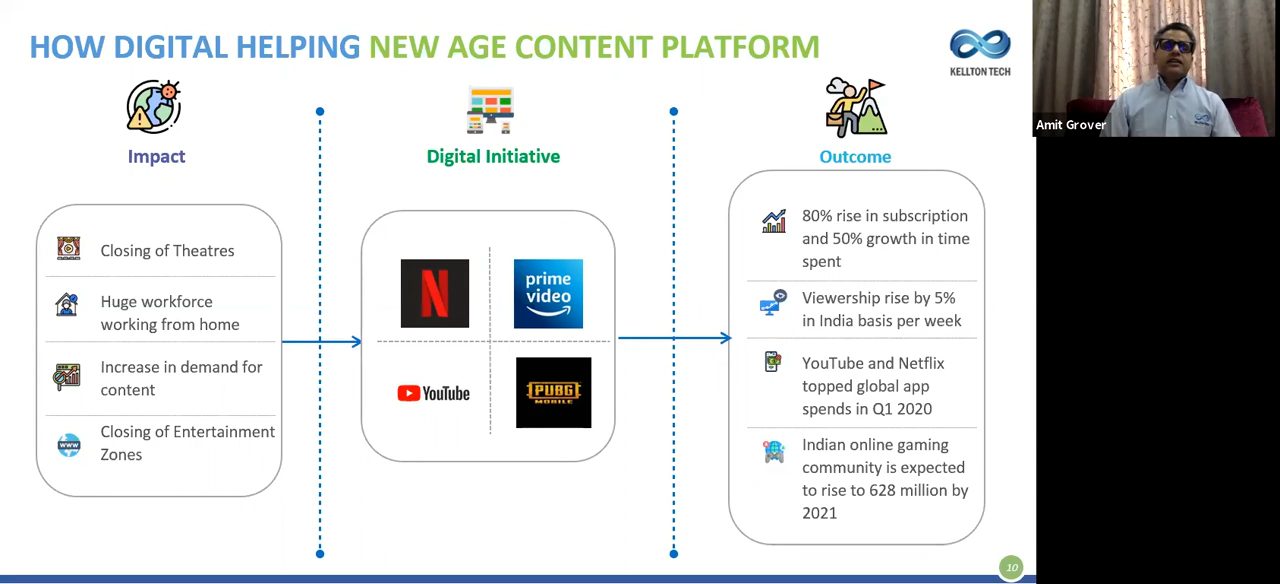 HOW DIGITAL HELPING NEW AGE CONTENT PLATFORM
KELLTON TECH
Amit Grover
Impact
Closing of Theatres
Huge workforce
working from home
Increase in demand for
content
WWW
Closing of Entertainment
Zones
Digital Initiative
N
prime
video
YouTube
PUBG
MOBILE
Outcome
80% rise in subscription
and 50% growth in time
spent
Viewership rise by 5%
in India basis per week
YouTube and Netflix
topped global app
spends in Q1 2020
Indian online gaming
community is expected
to rise to 628 million by
2021
10